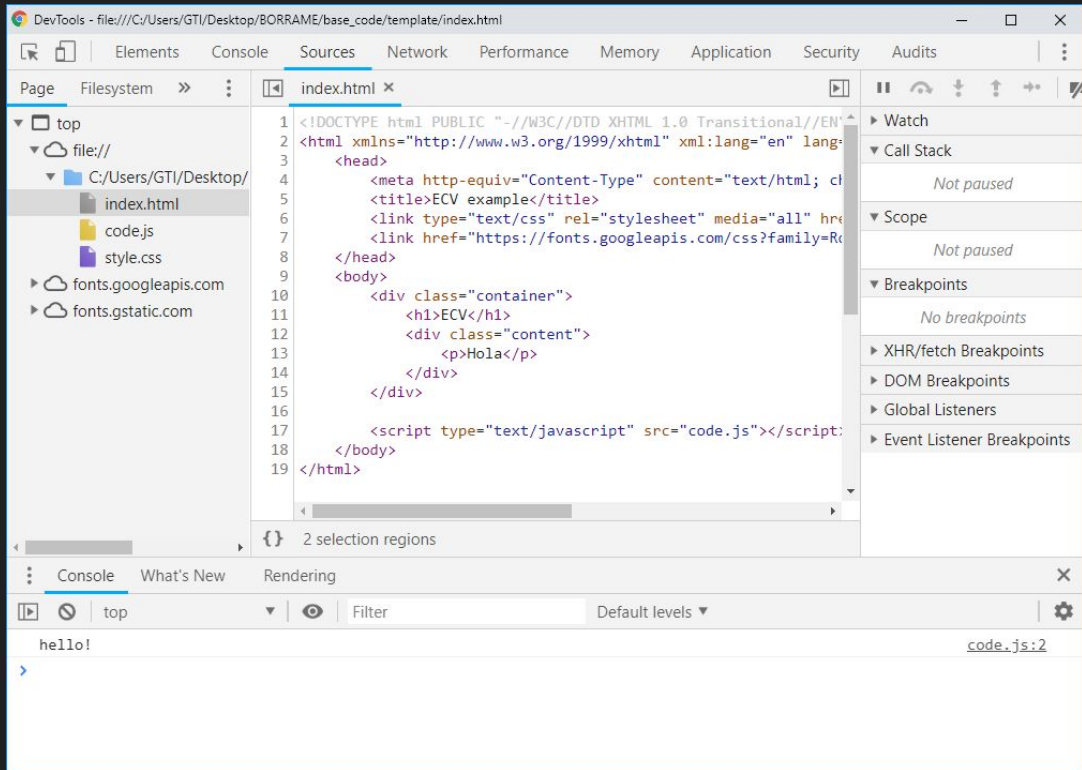 DevTools - file:///C:/Users/GTI/Desktop/BORRAME/base_code/template/index.html
Elements Console Sources Network Performance Memory Application Security Audits
Page Filesystem »
index.html ×
top
file://
C:/Users/GTI/Desktop/
index.html
code.js
style.css
fonts.googleapis.com
fonts.gstatic.com
1 <!DOCTYPE html PUBLIC "-//W3C//DTD XHTML 1.0 Transitional//EN"
2 <html xmlns="http://www.w3.org/1999/xhtml" xml:lang="en" lang=
3 <head>
4 <meta http-equiv="Content-Type" content="text/html; ch
5 <title>ECV example</title>
6 <link type="text/css" rel="stylesheet" media="all" hre
7 <link href="https://fonts.googleapis.com/css?family=Ro
8 </head>
9 <body>
10 <div class="container">
11 <h1>ECV</h1>
12 <div class="content">
13 <p>Hola</p>
14 </div>
15 </div>
16
17 <script type="text/javascript" src="code.js"></script>
18 </body>
19 </html>
{} 2 selection regions
Watch
Call Stack
Not paused
Scope
Not paused
Breakpoints
No breakpoints
XHR/fetch Breakpoints
DOM Breakpoints
Global Listeners
Event Listener Breakpoints
Console What's New Rendering
top Filter Default levels
hello! code.js:2